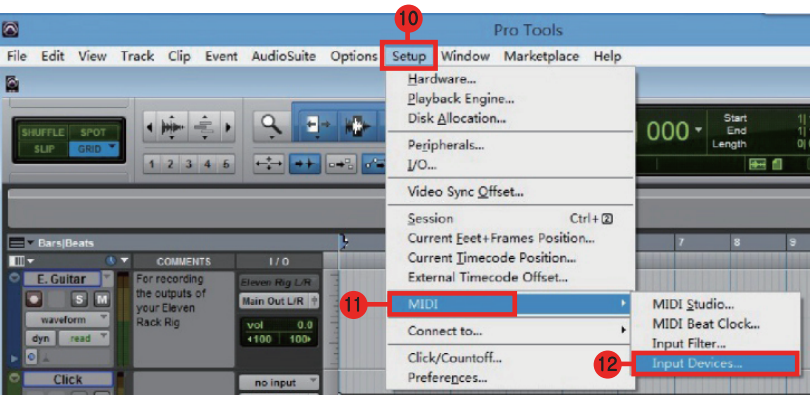 10
Pro Tools
File Edit View Track Clip Event AudioSuite Options Setup Window Marketplace Help
Hardware...
Playback Engine...
Disk Allocation...
Peripherals...
I/O...
Video Sync Offset...
Session Ctrl+2
Current Feet+Frames Position...
Current Timecode Position...
External Timecode Offset...
11
MIDI
Connect to...
Click/Countoff...
Preferences...
MIDI Studio...
MIDI Beat Clock...
Input Filter...
12
Input Devices...
SHUFFLE SPOT
SLIP GRID
1 2 3 4 5
000
Start
End
Length
Bars|Beats
7 8 9
COMMENTS
I/O
E. Guitar
S M
waveform
dyn read
For recording
the outputs of
your Eleven
Rack Rig
Eleven Rig L/R
Main Out L/R
vol 0.0
100 100
Click
no input